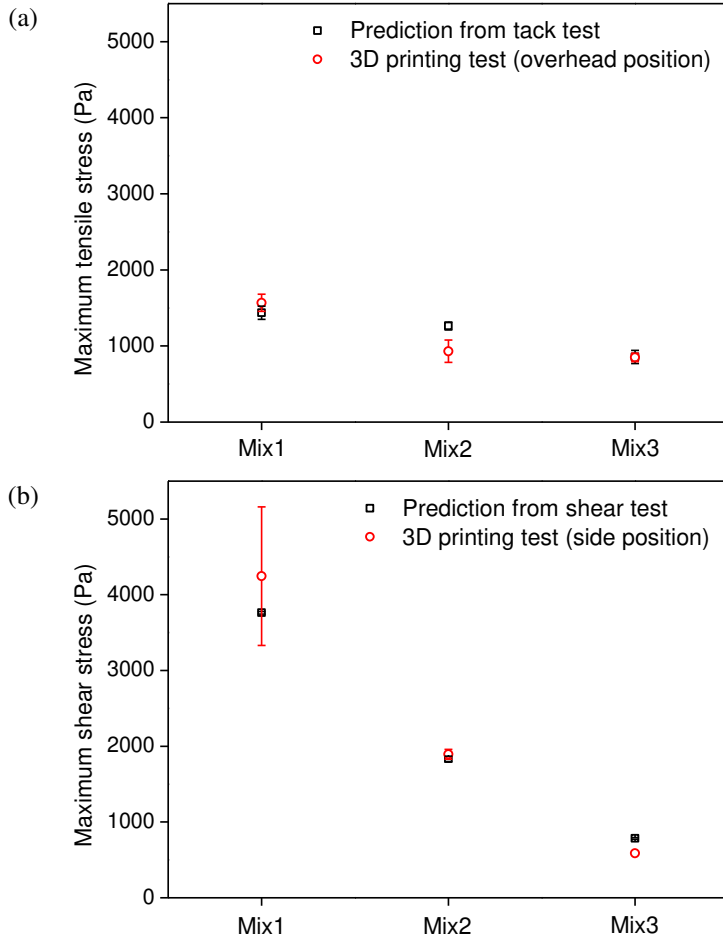 (a)
Prediction from tack test
3D printing test (overhead position)
Maximum tensile stress (Pa)
5000
4000
3000
2000
1000
0
Mix1 Mix2 Mix3
(b)
Prediction from shear test
3D printing test (side position)
Maximum shear stress (Pa)
5000
4000
3000
2000
1000
0
Mix1 Mix2 Mix3